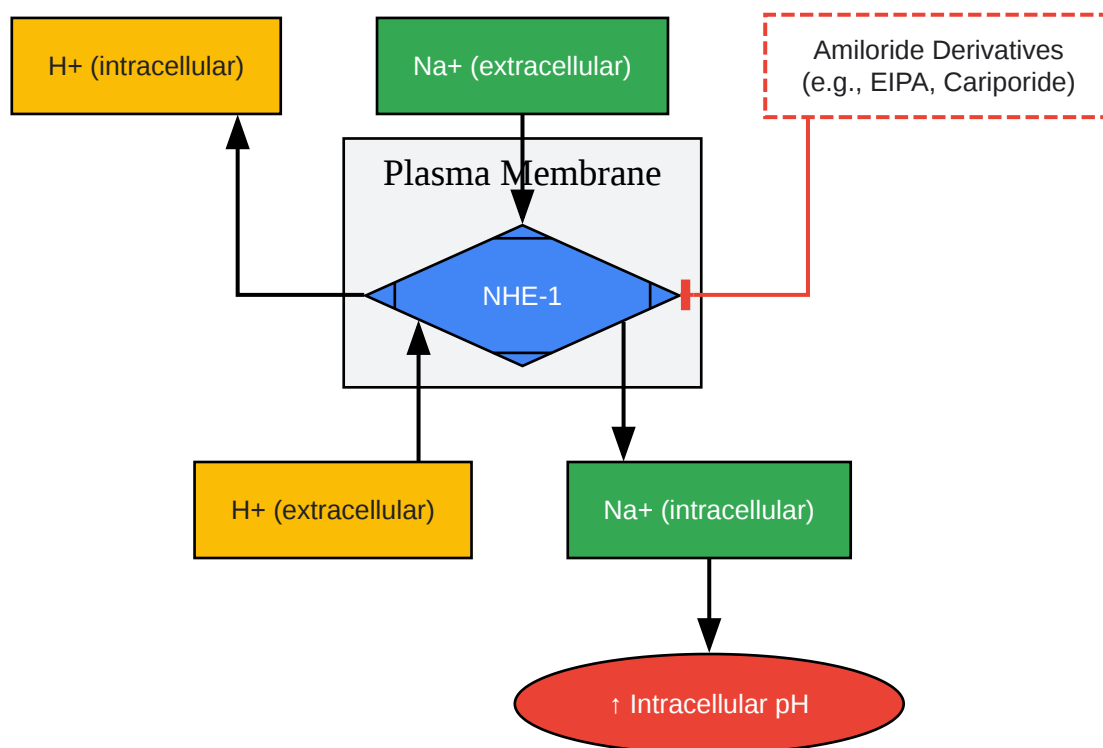 H+ (intracellular)
Na+ (extracellular)
Amiloride Derivatives
(e.g., EIPA, Cariporide)
Plasma Membrane
NHE-1
H+ (extracellular)
Na+ (intracellular)
↑ Intracellular pH